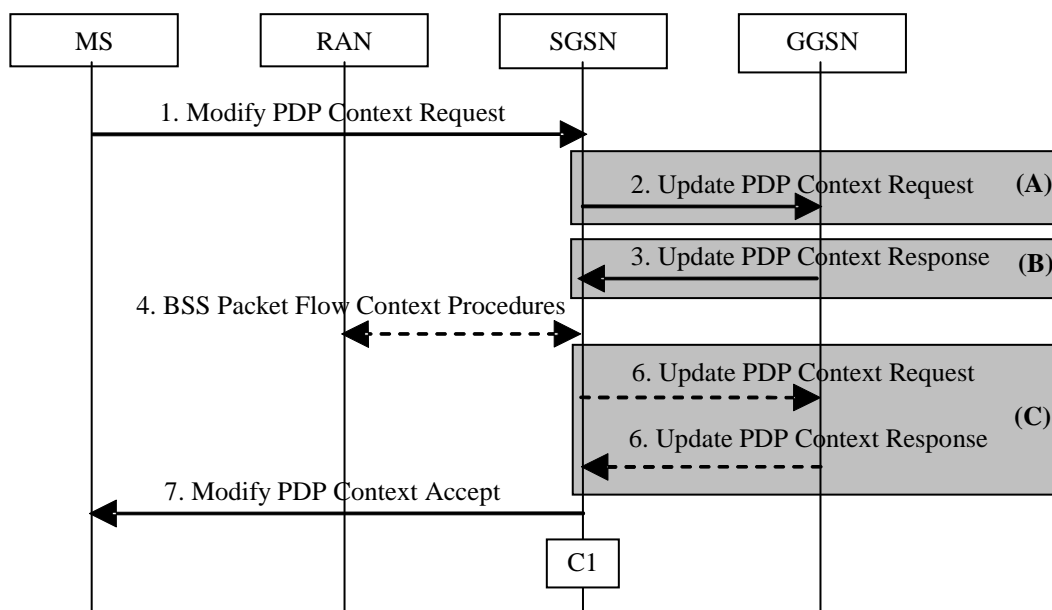 MS
RAN
SGSN
GGSN
1. Modify PDP Context Request
2. Update PDP Context Request
(A)
3. Update PDP Context Response
(B)
4. BSS Packet Flow Context Procedures
6. Update PDP Context Request
(C)
6. Update PDP Context Response
7. Modify PDP Context Accept
C1